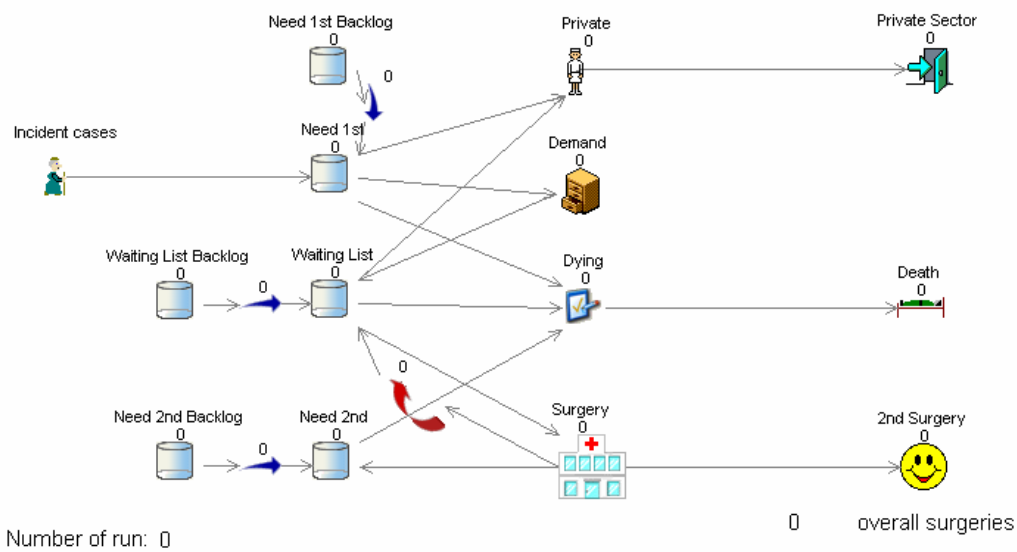 Need 1st Backlog
0
Private
0
Private Sector
0
0
Incident cases
Need 1st
0
Demand
0
Waiting List Backlog
0
0
Waiting List
0
Dying
0
Death
0
0
Need 2nd Backlog
0
0
Need 2nd
0
Surgery
0
2nd Surgery
0
Number of run: 0
0 overall surgeries